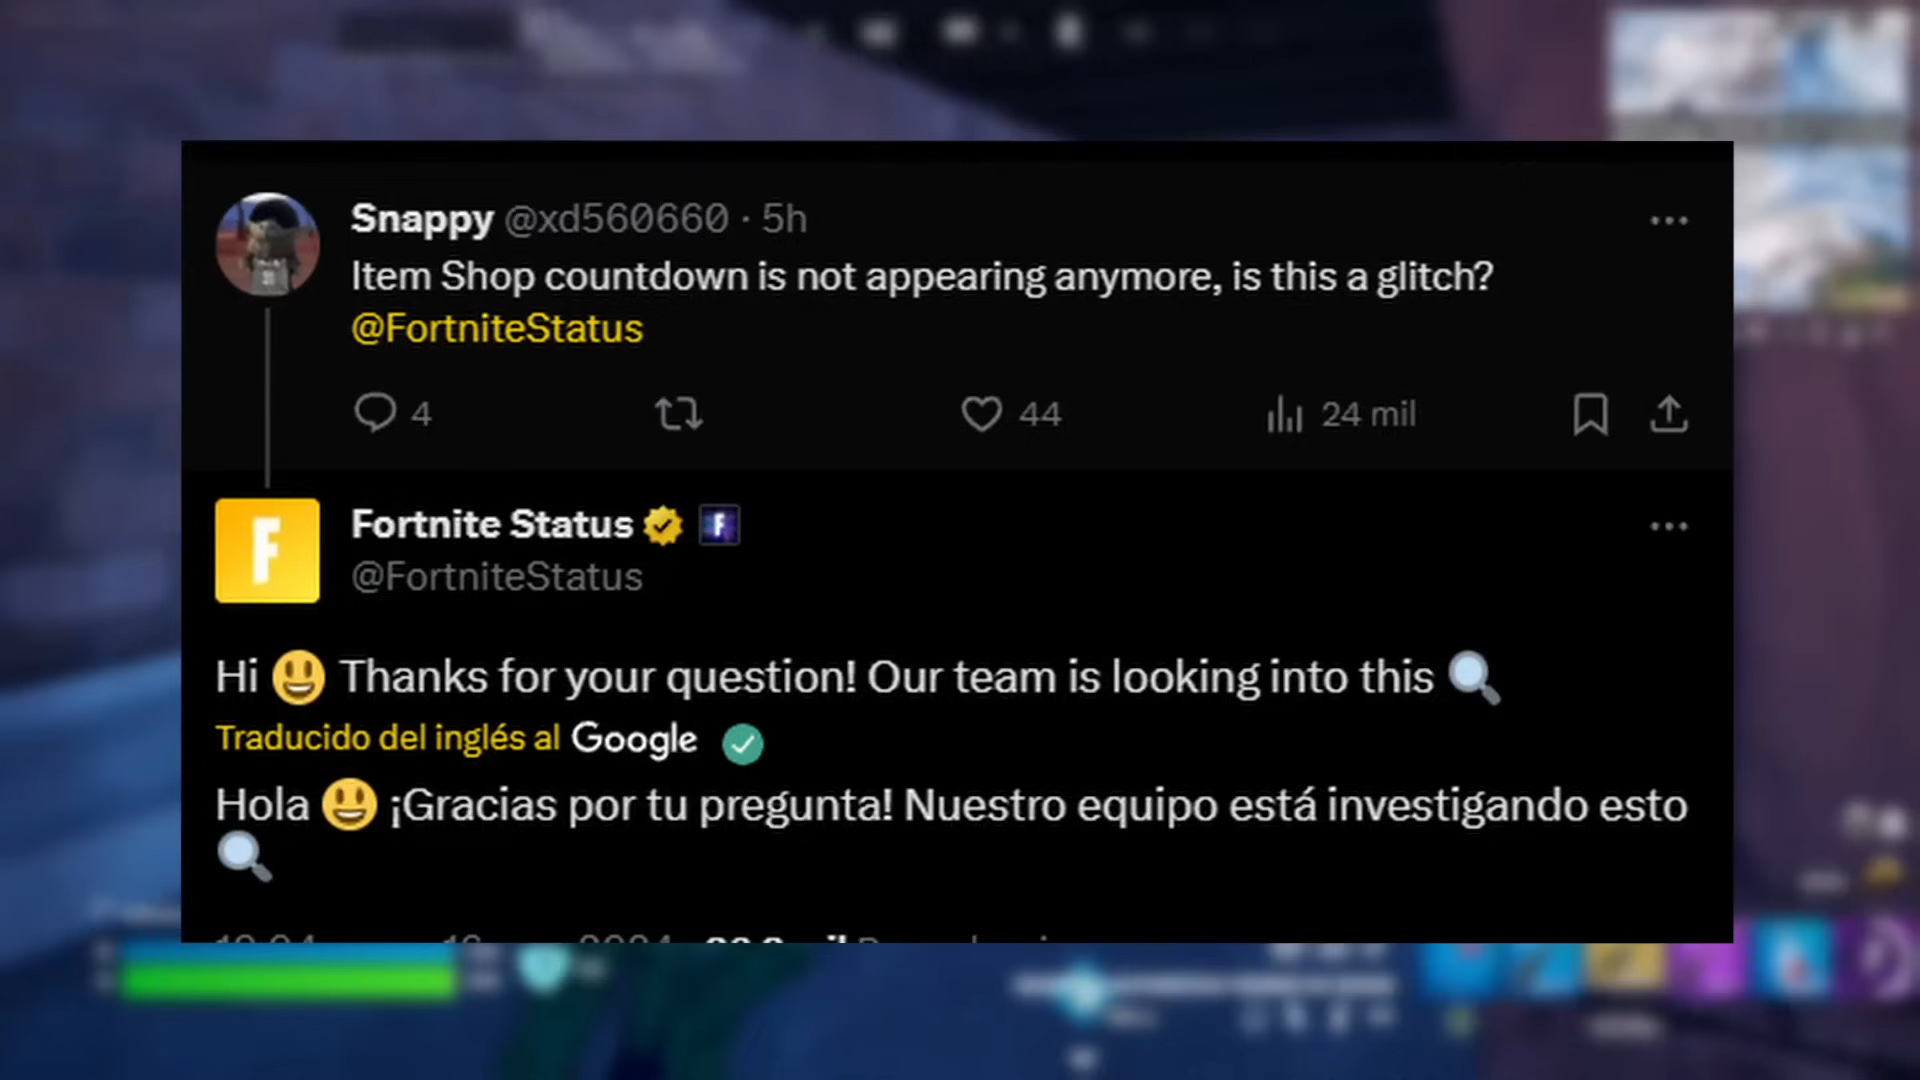 Snappy @xd560660 · 5h
Item Shop countdown is not appearing anymore, is this a glitch?
@FortniteStatus
4 44 24 mil
Fortnite Status
@FortniteStatus
Hi 😃 Thanks for your question! Our team is looking into this 🔍
Traducido del inglés al Google
Hola 😃 ¡Gracias por tu pregunta! Nuestro equipo está investigando esto
🔍